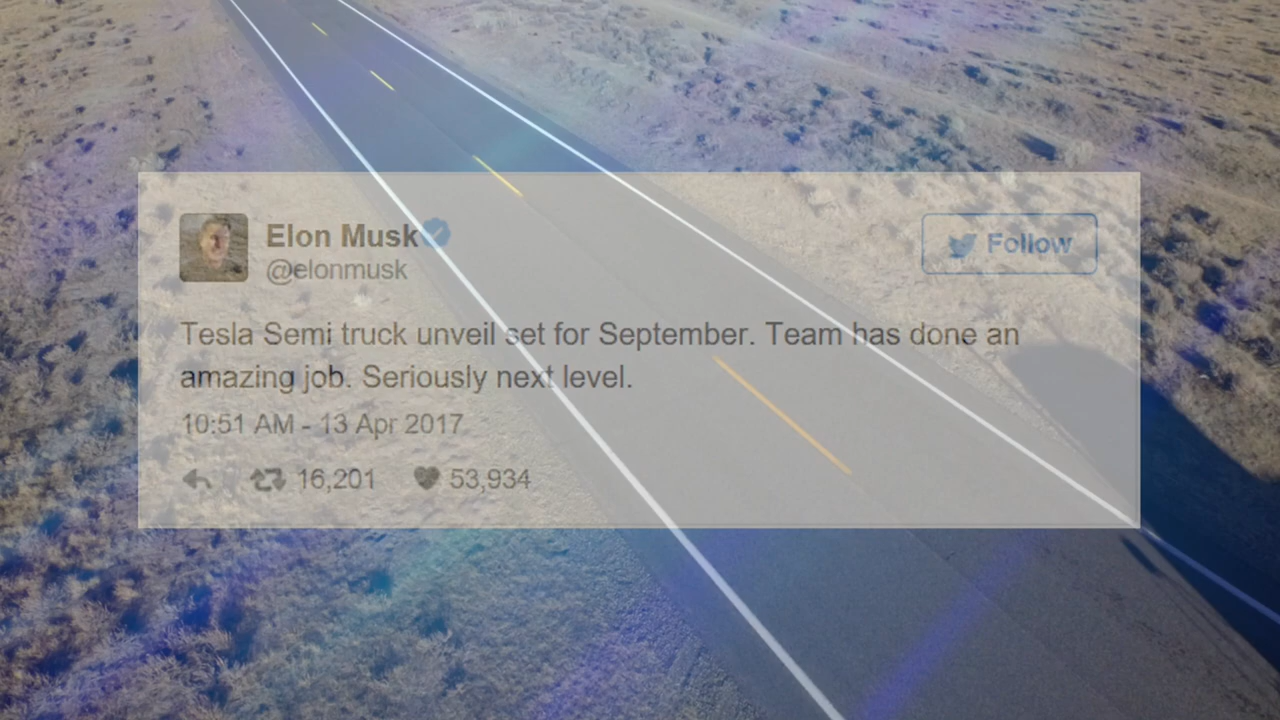 Elon Musk
@elonmusk
Follow
Tesla Semi truck unveil set for September. Team has done an
amazing job. Seriously next level.
10:51 AM - 13 Apr 2017
16,201 53,934